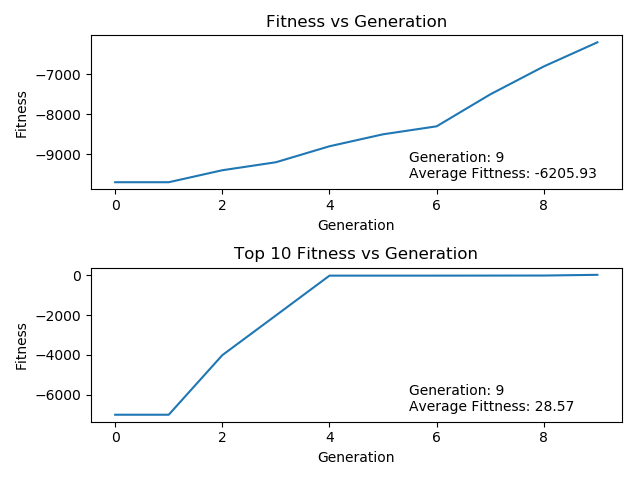 Fitness vs Generation
Fitness
−7000
−8000
−9000
Generation: 9
Average Fittness: -6205.93
0 2 4 6 8
Generation
Top 10 Fitness vs Generation
Fitness
0
−2000
−4000
−6000
Generation: 9
Average Fittness: 28.57
0 2 4 6 8
Generation